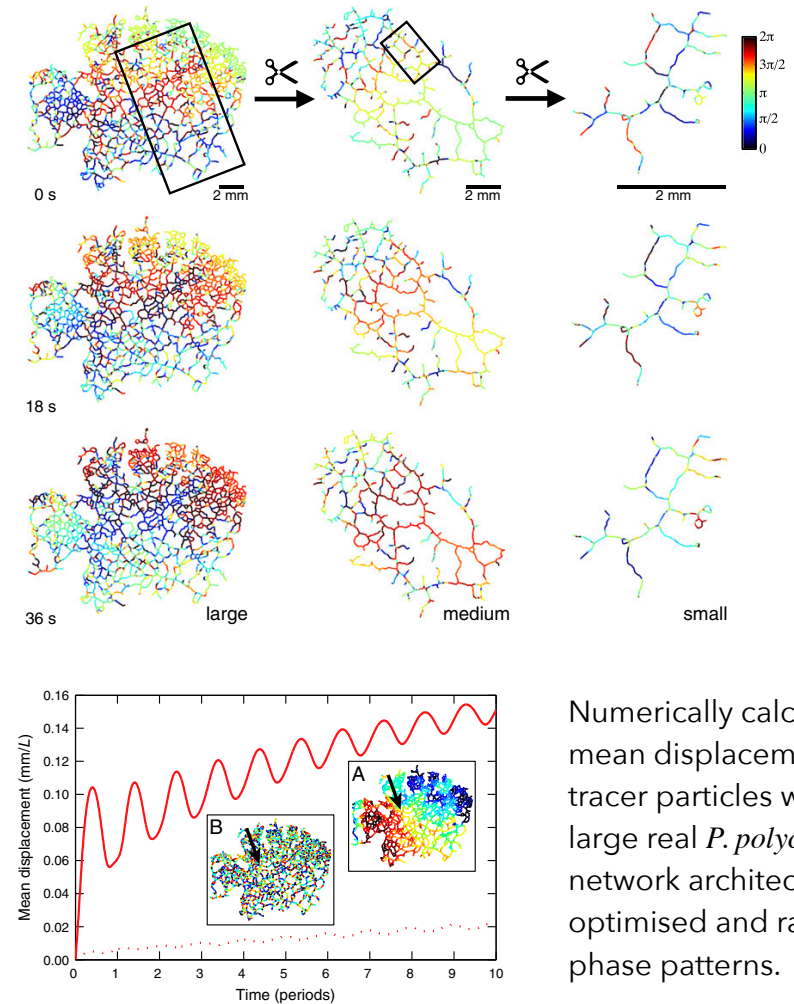 2π
3π/2
π
π/2
0
0 s
2 mm
2 mm
2 mm
18 s
36 s
large
medium
small
Mean displacement (mm/L)
0.16
0.14
0.12
0.10
0.08
0.06
0.04
0.02
0
A
B
0 1 2 3 4 5 6 7 8 9 10
Time (periods)
Numerically calc
mean displaceme
tracer particles w
large real P. polyc
network architec
optimised and ra
phase patterns.